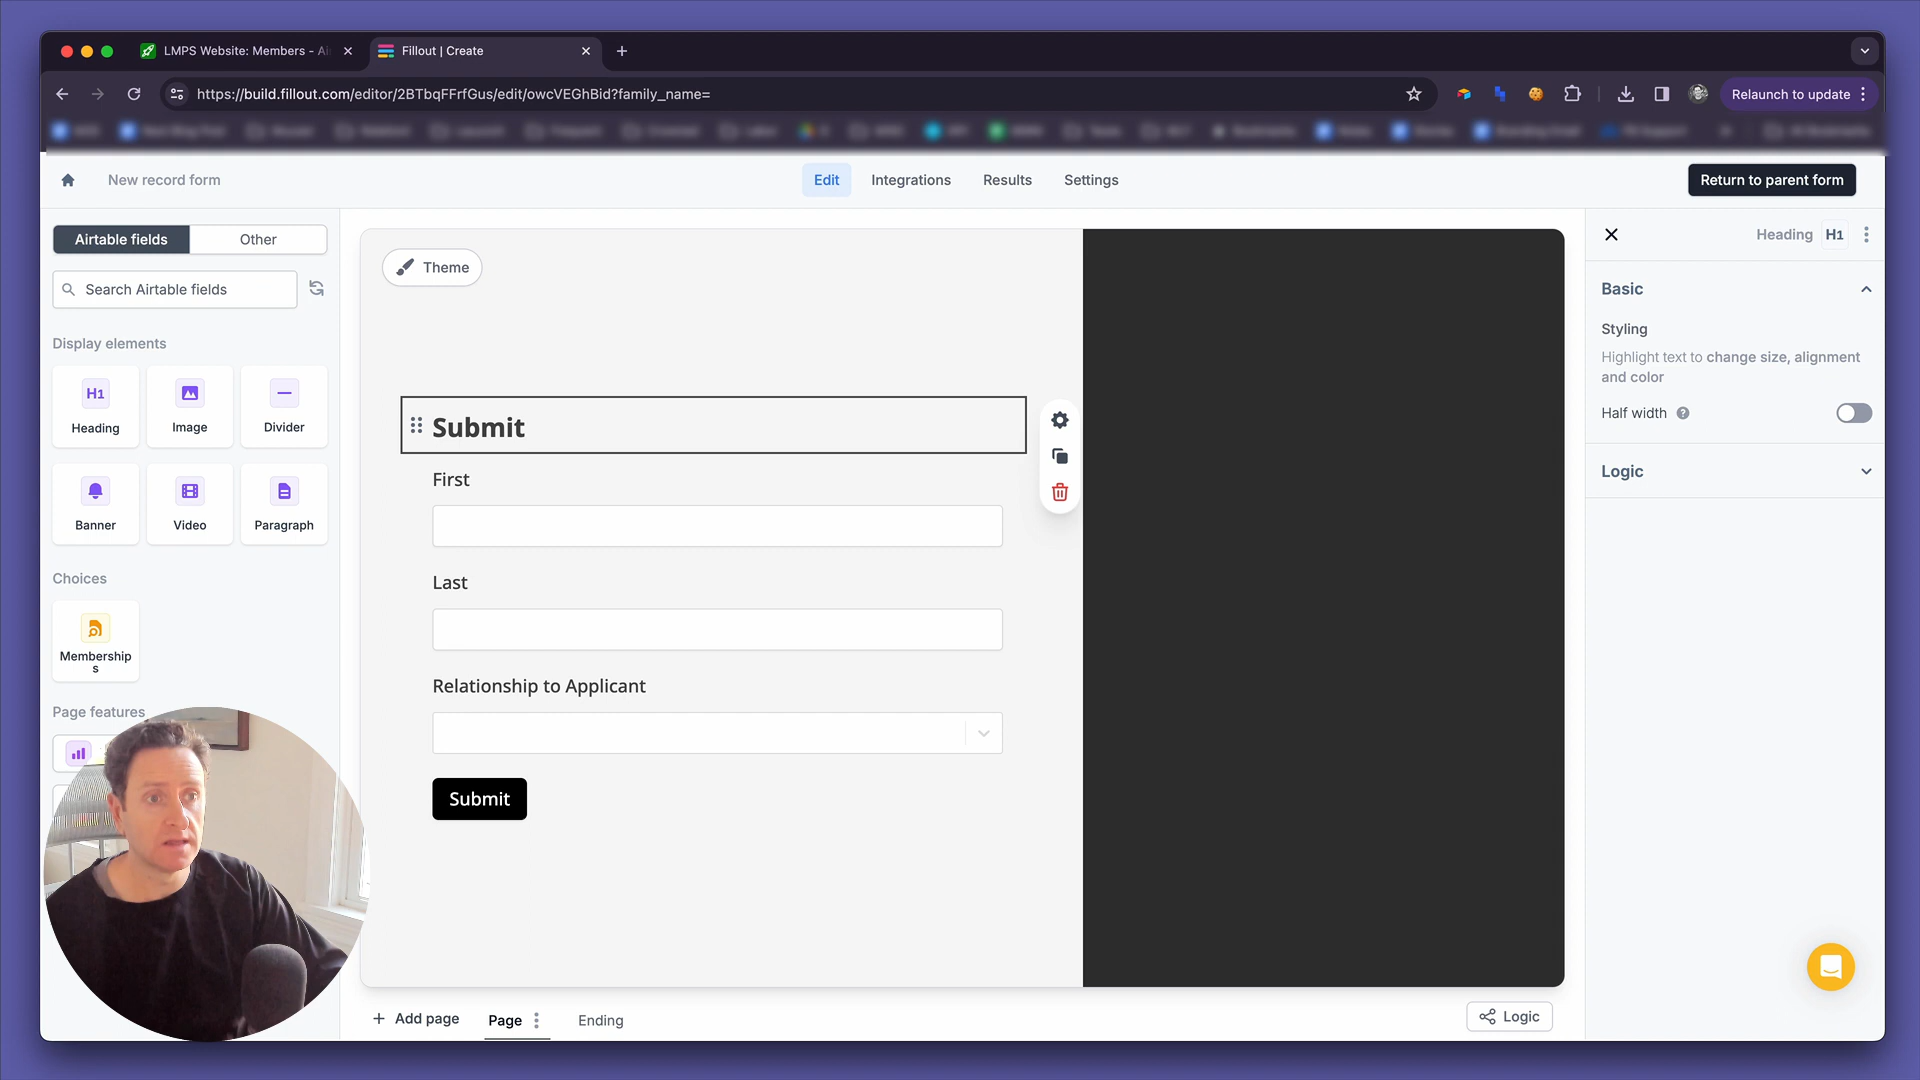 LMPS Website: Members - Ai
Fillout | Create
https://build.fillout.com/editor/2BTbqFFrfGus/edit/owcVEGhBid?family_name=
Relaunch to update
New record form
Edit
Integrations
Results
Settings
Return to parent form
Airtable fields
Other
Search Airtable fields
Display elements
H1
Heading
Image
Divider
Banner
Video
Paragraph
Choices
Memberships
Page features
Theme
Submit
First
Last
Relationship to Applicant
Submit
Heading H1
Basic
Styling
Highlight text to change size, alignment
and color
Half width
Logic
Add page
Page
Ending
Logic